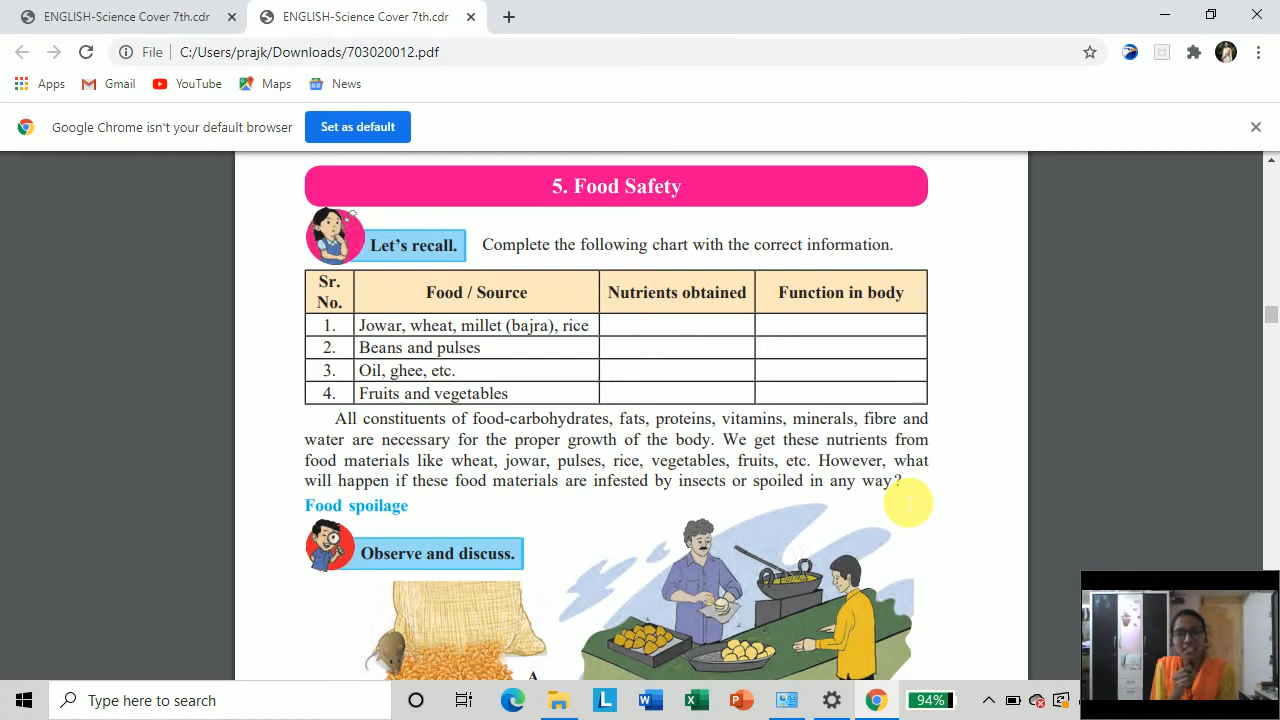 ENGLISH-Science Cover 7th.cdr
ENGLISH-Science Cover 7th.cdr
File C:/Users/prajk/Downloads/703020012.pdf
Apps Gmail YouTube Maps News
Google Chrome isn't your default browser Set as default
5. Food Safety
Let's recall. Complete the following chart with the correct information.
Sr. No. Food / Source Nutrients obtained Function in body
1. Jowar, wheat, millet (bajra), rice
2. Beans and pulses
3. Oil, ghee, etc.
4. Fruits and vegetables
All constituents of food-carbohydrates, fats, proteins, vitamins, minerals, fibre and
water are necessary for the proper growth of the body. We get these nutrients from
food materials like wheat, jowar, pulses, rice, vegetables, fruits, etc. However, what
will happen if these food materials are infested by insects or spoiled in any way?
Food spoilage
Observe and discuss.
A
Type here to search 94%